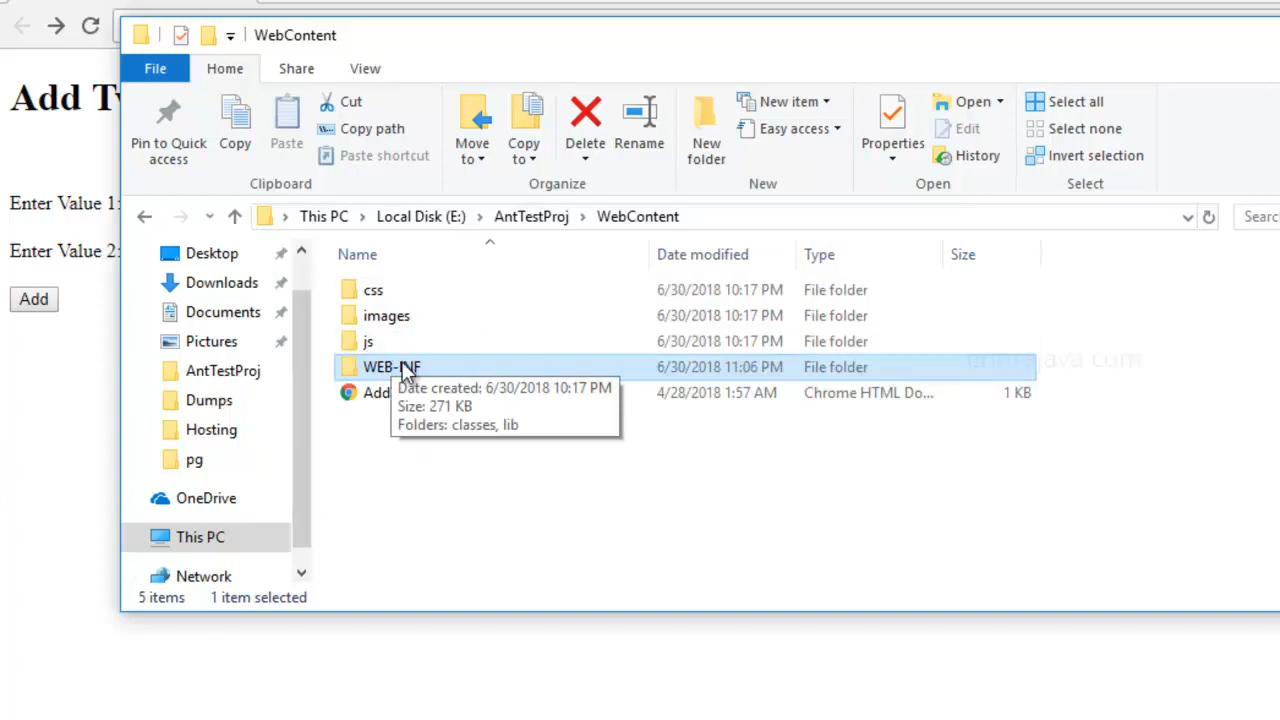 WebContent
File Home Share View
Pin to Quick access
Copy
Paste
Cut
Copy path
Paste shortcut
Clipboard
Move to
Copy to
Delete
Rename
Organize
New folder
New item
Easy access
New
Properties
Open
Edit
History
Open
Select all
Select none
Invert selection
Select
This PC > Local Disk (E:) > AntTestProj > WebContent
Add
Enter Value 1:
Enter Value 2:
Add
Desktop
Downloads
Documents
Pictures
AntTestProj
Dumps
Hosting
pg
OneDrive
This PC
Network
Name Date modified Type Size
css 6/30/2018 10:17 PM File folder
images 6/30/2018 10:17 PM File folder
js 6/30/2018 10:17 PM File folder
WEB-INF 6/30/2018 11:06 PM File folder
Add 4/28/2018 1:57 AM Chrome HTML Do... 1 KB
Date created: 6/30/2018 10:17 PM
Size: 271 KB
Folders: classes, lib
5 items 1 item selected